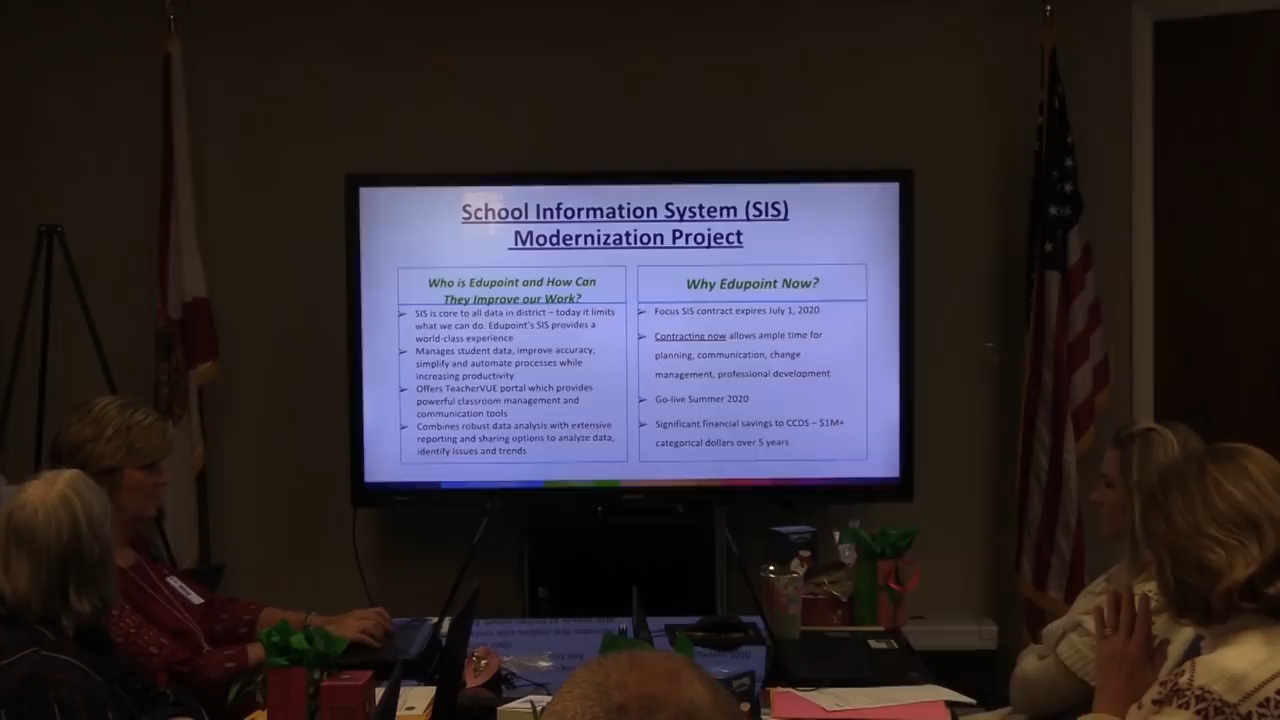 School Information System (SIS)
Modernization Project
Who is Edupoint and How Can
They Improve our Work?
➢ SIS is core to all data in district – today it limits
what we can do. Edupoint's SIS provides a
world-class experience
➢ Manages student data, improve accuracy,
simplify and automate processes while
increasing productivity
➢ Offers TeacherVUE portal which provides
powerful classroom management and
communication tools
➢ Combines robust data analysis with extensive
reporting and sharing options to analyze data,
identify issues and trends
Why Edupoint Now?
➢ Focus SIS contract expires July 1, 2020
➢ Contracting now allows ample time for
planning, communication, change
management, professional development
➢ Go-live Summer 2020
➢ Significant financial savings to CCDS – $1M+
categorical dollars over 5 years